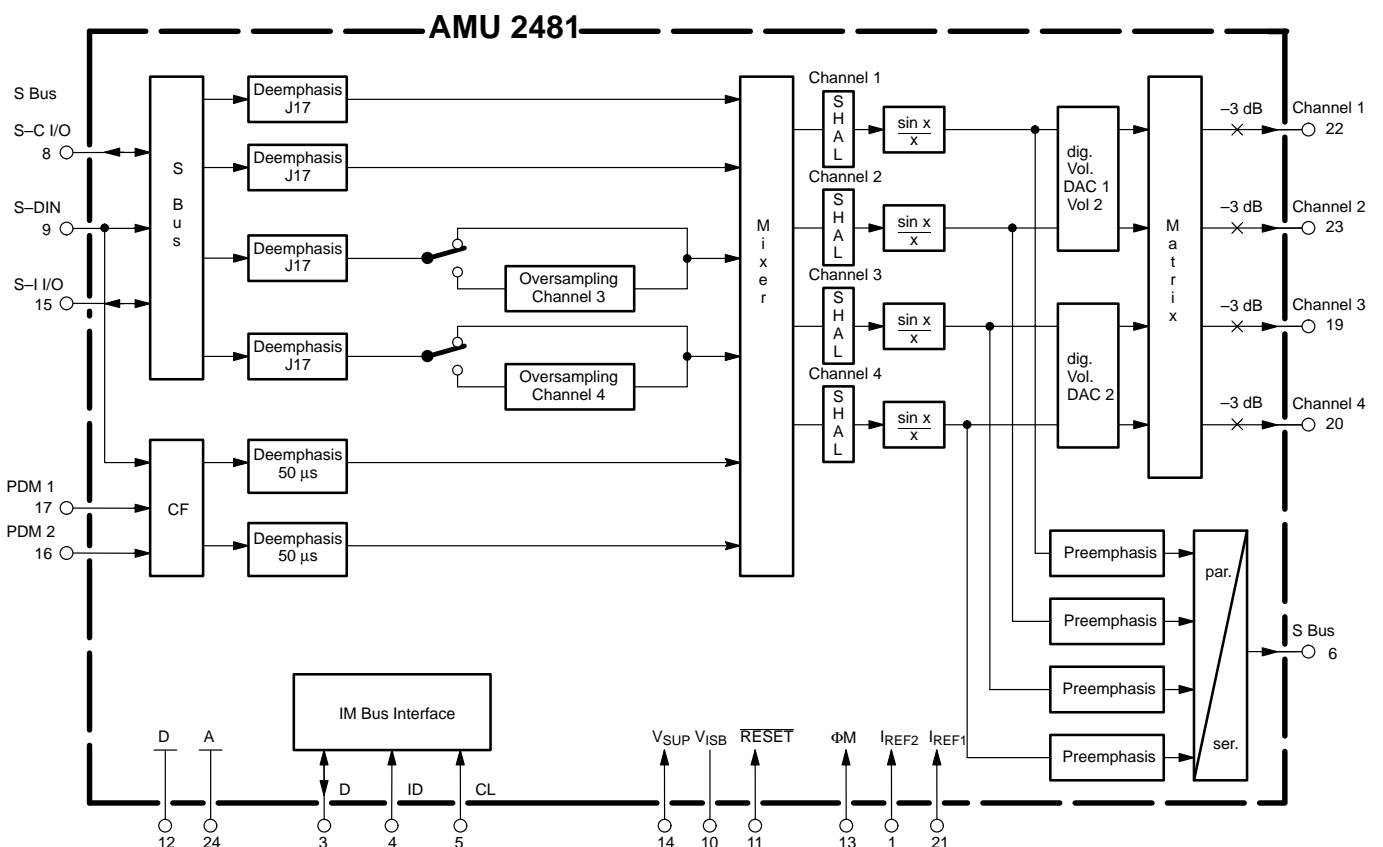 AMU 2481
S Bus
S–C I/O
8
S–DIN
9
S–I I/O
15
PDM 1
17
PDM 2
16
S
B
u
s
CF
Deemphasis
J17
Deemphasis
J17
Deemphasis
J17
Deemphasis
J17
Deemphasis
50 μs
Deemphasis
50 μs
Oversampling
Channel 3
Oversampling
Channel 4
M
i
x
e
r
Channel 1
S
H
A
L
sin x
x
Channel 2
S
H
A
L
sin x
x
Channel 3
S
H
A
L
sin x
x
Channel 4
S
H
A
L
sin x
x
dig.
Vol.
DAC 1
Vol 2
dig.
Vol.
DAC 2
M
a
t
r
i
x
–3 dB
Channel 1
22
–3 dB
Channel 2
23
–3 dB
Channel 3
19
–3 dB
Channel 4
20
Preemphasis
Preemphasis
Preemphasis
Preemphasis
par.
ser.
S Bus
6
IM Bus Interface
D
A
D
ID
CL
VSUP
VISB
RESET
ΦM
IREF2
IREF1
12
24
3
4
5
14
10
11
13
1
21